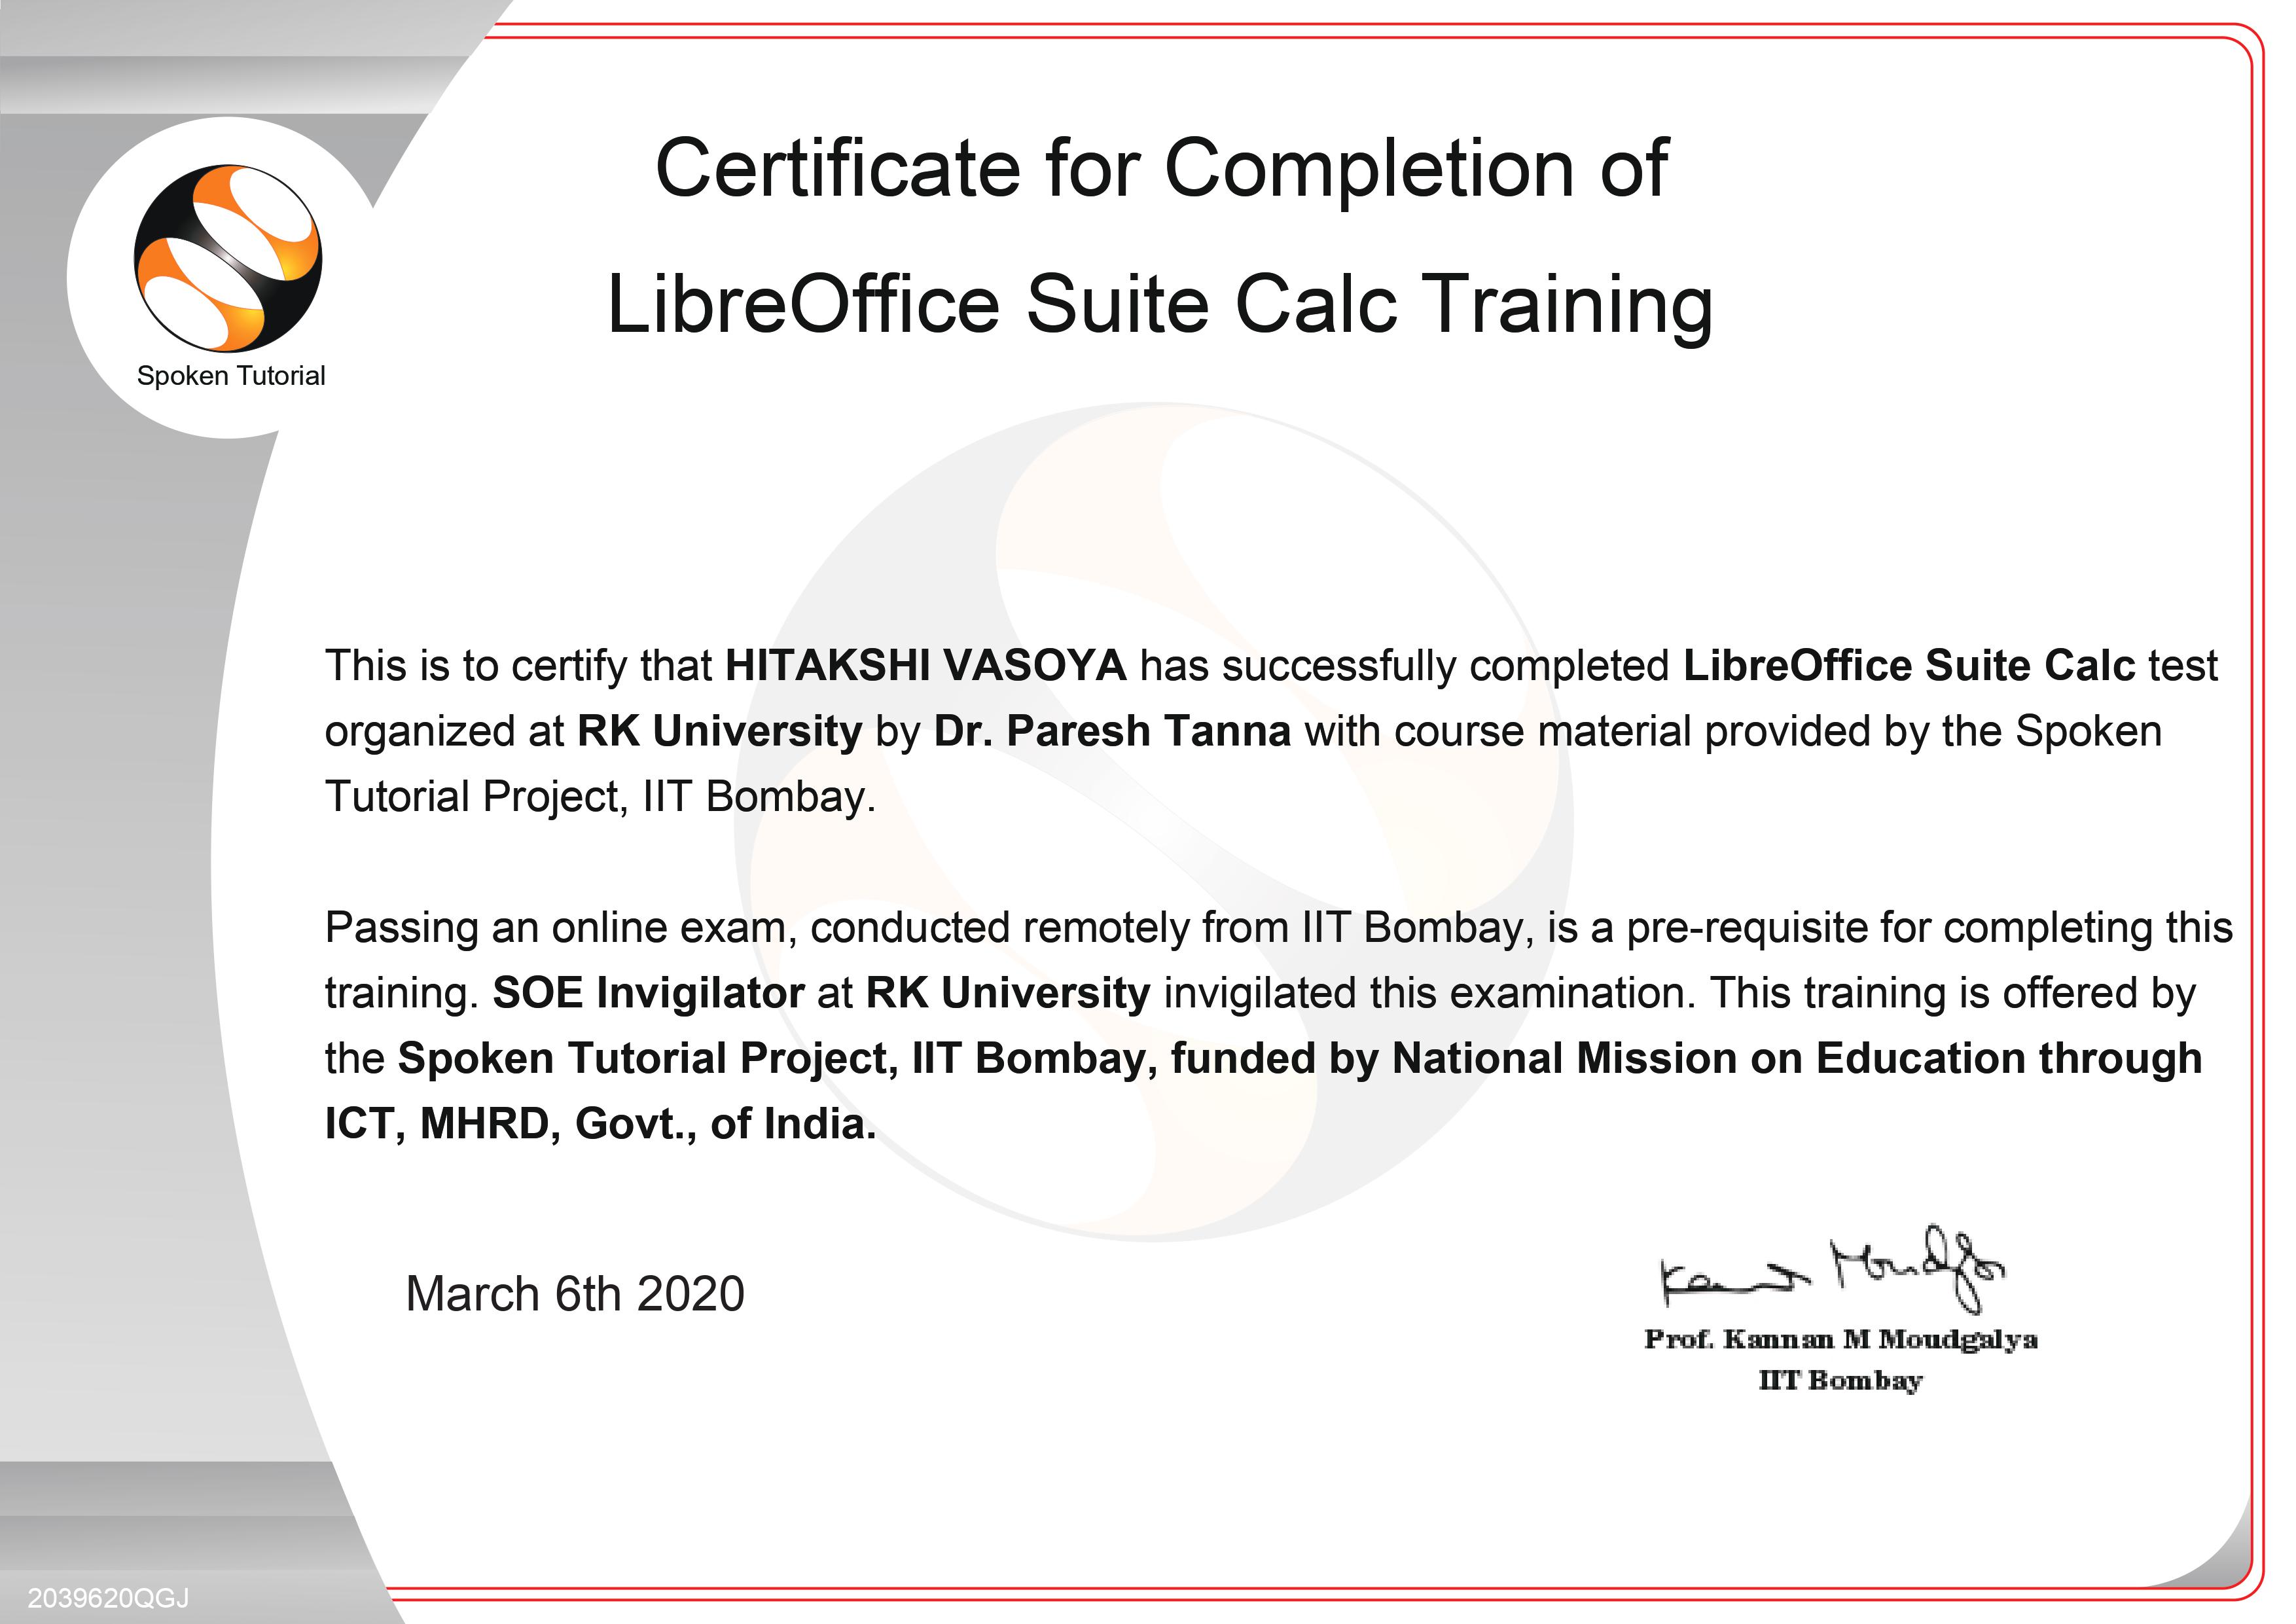 Certificate for Completion of
LibreOffice Suite Calc Training
Spoken Tutorial
This is to certify that HITAKSHI VASOYA has successfully completed LibreOffice Suite Calc test
organized at RK University by Dr. Paresh Tanna with course material provided by the Spoken
Tutorial Project, IIT Bombay.
Passing an online exam, conducted remotely from IIT Bombay, is a pre-requisite for completing this
training. SOE Invigilator at RK University invigilated this examination. This training is offered by
the Spoken Tutorial Project, IIT Bombay, funded by National Mission on Education through
ICT, MHRD, Govt., of India.
March 6th 2020
Prof. Kannan M Moudgalya
IIT Bombay
2039620QGJ